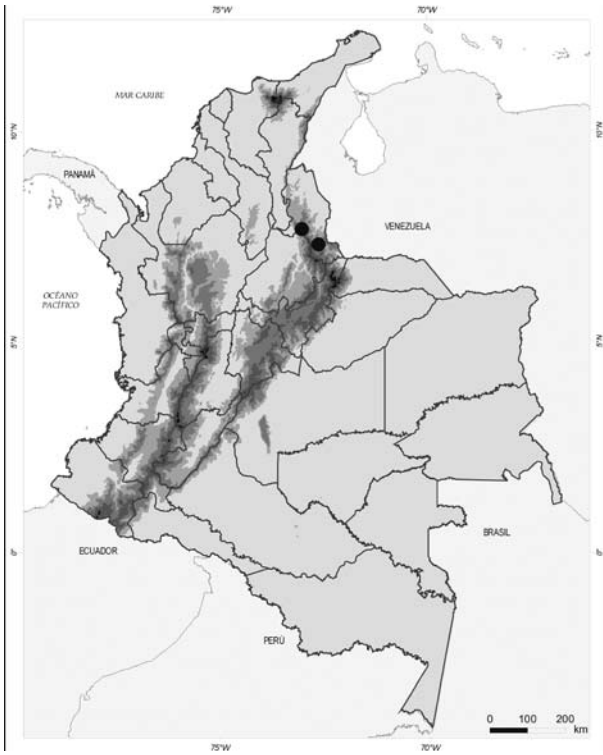 75°W
70°W
MAR CARIBE
10°N
10°N
PANAMÁ
VENEZUELA
OCÉANO
PACÍFICO
5°N
5°N
BRASIL
ECUADOR
0°
0°
PERÚ
0 100 200
km
75°W
70°W